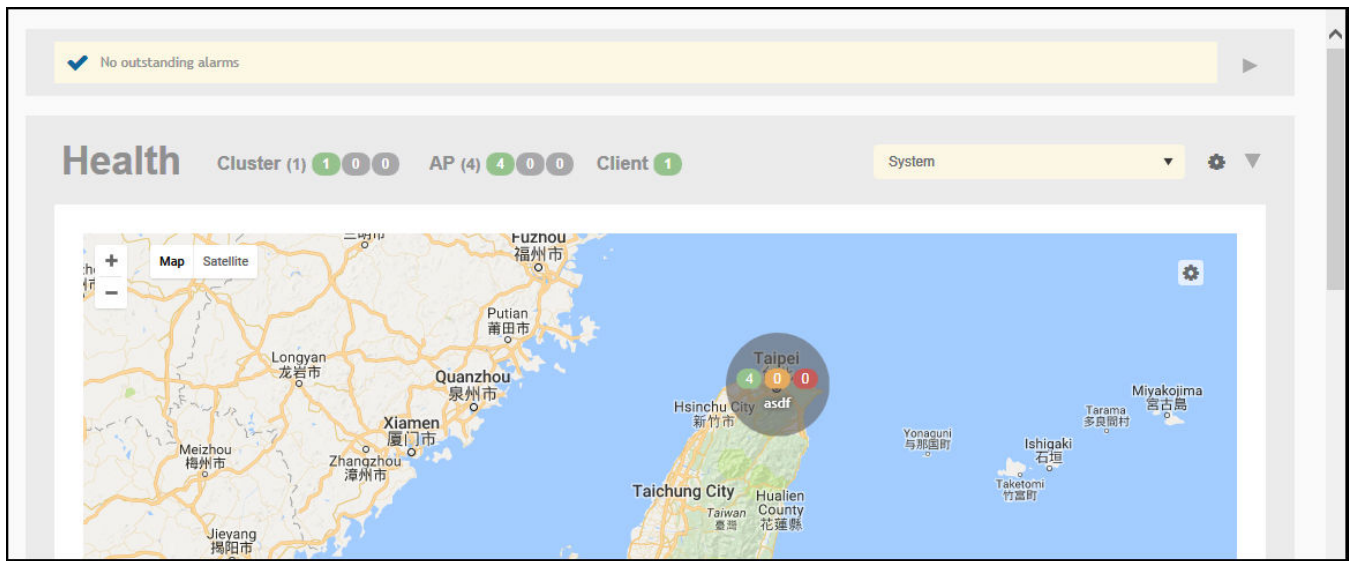 No outstanding alarms
Health Cluster (1) 1 0 0 AP (4) 4 0 0 Client 1 System
Map Satellite
Fuzhou
福州市
Putian
莆田市
Longyan
龙岩市
Quanzhou
泉州市
Xiamen
厦门市
Meizhou
梅州市
Zhangzhou
漳州市
Jieyang
揭阳市
Taipei
4 0 0
asdf
Hsinchu City
新竹市
Taichung City
Taiwan
臺灣
Hualien
County
花蓮縣
Miyakojima
宮古島
Tarama
多良間村
Yonaguni
与那国町
Ishigaki
石垣
Taketomi
竹富町